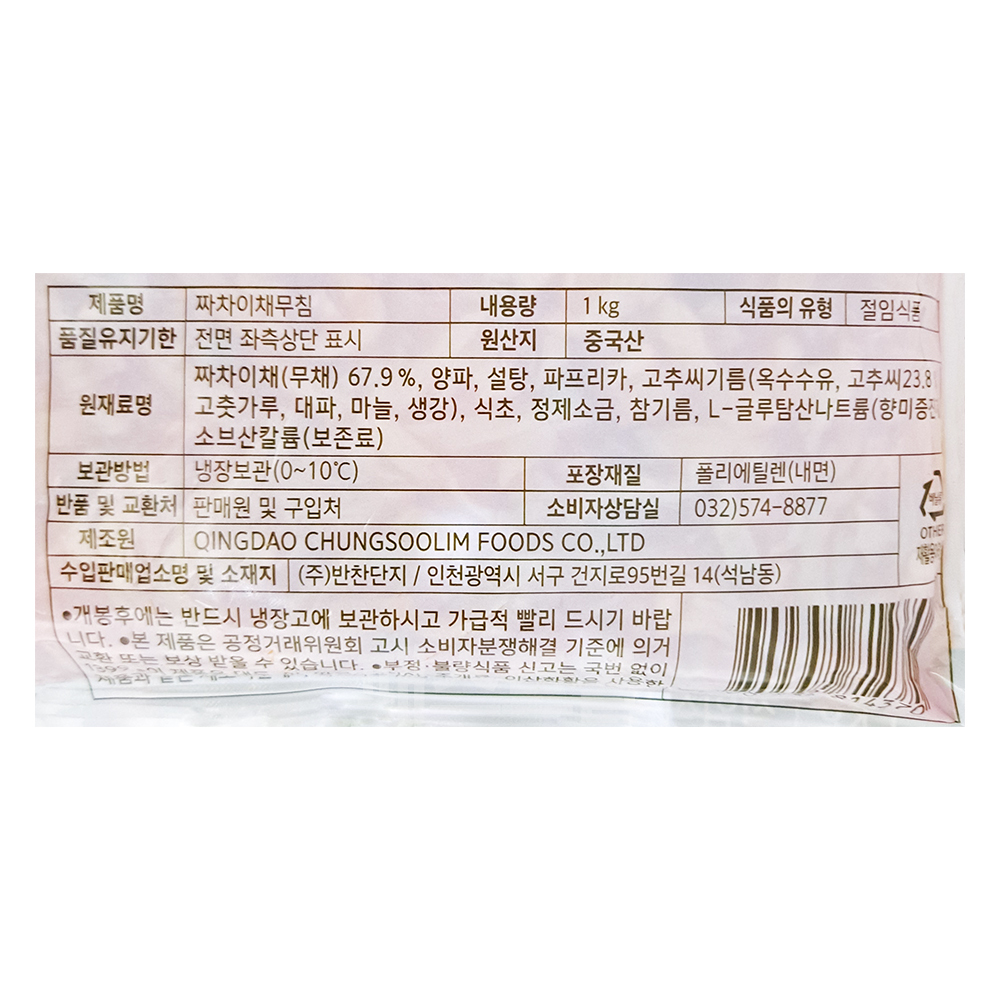 제품명 짜차이채무침 내용량 1 kg 식품의 유형 절임식품
품질유지기한 전면 좌측상단 표시 원산지 중국산
원재료명 짜차이채(무채) 67.9 %, 양파, 설탕, 파프리카, 고추씨기름(옥수수유, 고추씨23.8
고춧가루, 대파, 마늘, 생강), 식초, 정제소금, 참기름, L-글루탐산나트륨(향미증진
소브산칼륨(보존료)
보관방법 냉장보관(0~10℃) 포장재질 폴리에틸렌(내면)
반품 및 교환처 판매원 및 구입처 소비자상담실 032)574-8877
제조원 QINGDAO CHUNGSOOLIM FOODS CO.,LTD
OTHER
수입판매업소명 및 소재지 (주)반찬단지 / 인천광역시 서구 건지로95번길 14(석남동)
•개봉후에는 반드시 냉장고에 보관하시고 가급적 빨리 드시기 바랍
니다. •본 제품은 공정거래위원회 고시 소비자분쟁해결 기준에 의거
교환 또는 보상 받을 수 있습니다. •부정·불량식품 신고는 국번 없이